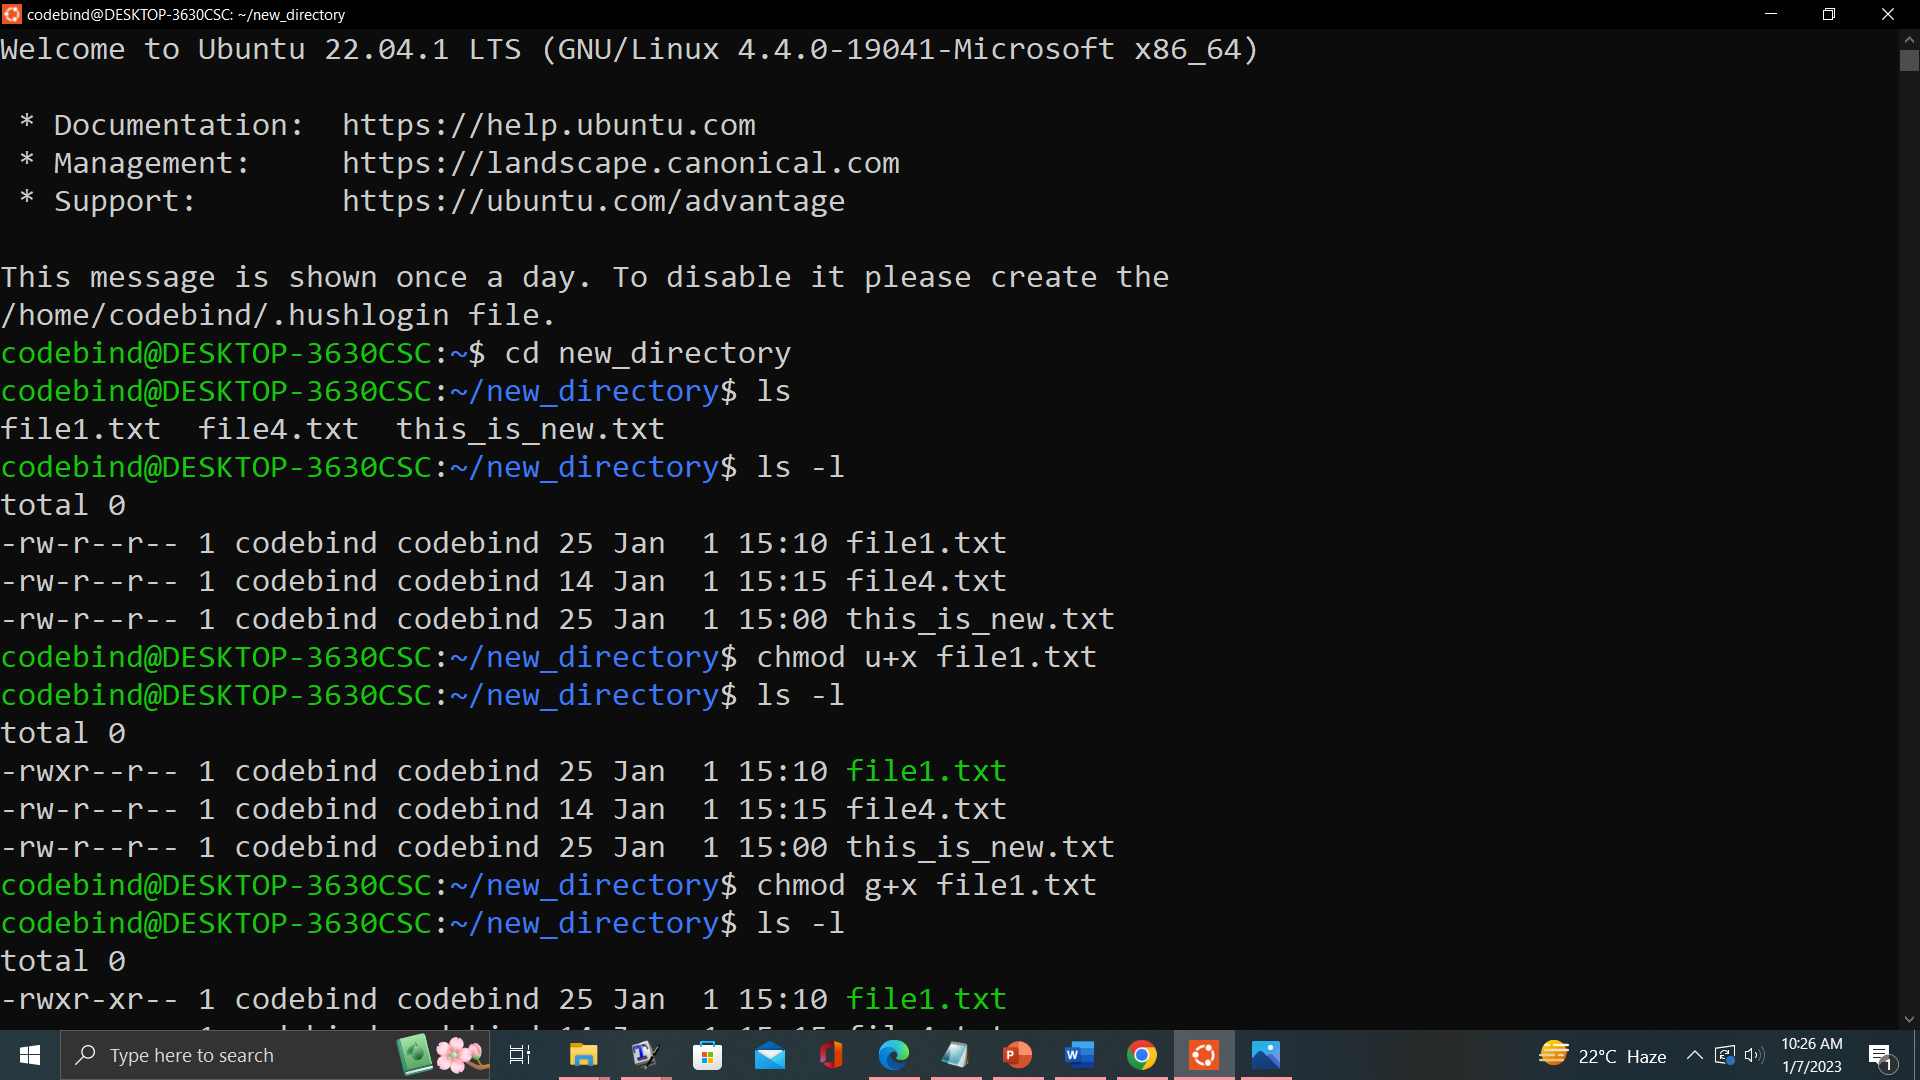 codebind@DESKTOP-3630CSC: ~/new_directory
Welcome to Ubuntu 22.04.1 LTS (GNU/Linux 4.4.0-19041-Microsoft x86_64)
* Documentation:  https://help.ubuntu.com
* Management:     https://landscape.canonical.com
* Support:        https://ubuntu.com/advantage
This message is shown once a day. To disable it please create the
/home/codebind/.hushlogin file.
codebind@DESKTOP-3630CSC:~$ cd new_directory
codebind@DESKTOP-3630CSC:~/new_directory$ ls
file1.txt  file4.txt  this_is_new.txt
codebind@DESKTOP-3630CSC:~/new_directory$ ls -l
total 0
-rw-r--r-- 1 codebind codebind 25 Jan  1 15:10 file1.txt
-rw-r--r-- 1 codebind codebind 14 Jan  1 15:15 file4.txt
-rw-r--r-- 1 codebind codebind 25 Jan  1 15:00 this_is_new.txt
codebind@DESKTOP-3630CSC:~/new_directory$ chmod u+x file1.txt
codebind@DESKTOP-3630CSC:~/new_directory$ ls -l
total 0
-rwxr--r-- 1 codebind codebind 25 Jan  1 15:10 file1.txt
-rw-r--r-- 1 codebind codebind 14 Jan  1 15:15 file4.txt
-rw-r--r-- 1 codebind codebind 25 Jan  1 15:00 this_is_new.txt
codebind@DESKTOP-3630CSC:~/new_directory$ chmod g+x file1.txt
codebind@DESKTOP-3630CSC:~/new_directory$ ls -l
total 0
-rwxr-xr-- 1 codebind codebind 25 Jan  1 15:10 file1.txt
Type here to search
22°C Haze
10:26 AM
1/7/2023
1